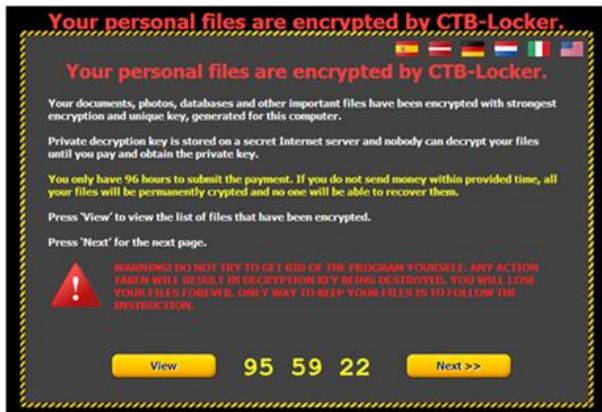 Your personal files are encrypted by CTB-Locker.
Your personal files are encrypted by CTB-Locker.
Your documents, photos, databases and other important files have been encrypted with strongest
encryption and unique key, generated for this computer.
Private decryption key is stored on a secret Internet server and nobody can decrypt your files
until you pay and obtain the private key.
You only have 96 hours to submit the payment. If you do not send money within provided time, all
your files will be permanently crypted and no one will be able to recover them.
Press 'View' to view the list of files that have been encrypted.
Press 'Next' for the next page.
WARNING! DO NOT TRY TO GET RID OF THE PROGRAM YOURSELF. ANY ACTION
TAKEN WILL RESULT IN DECRYPTION KEY BEING DESTROYED. YOU WILL LOSE
YOUR FILES FOREVER. ONLY WAY TO KEEP YOUR FILES IS TO FOLLOW THE
INSTRUCTION.
View 95 59 22 Next >>